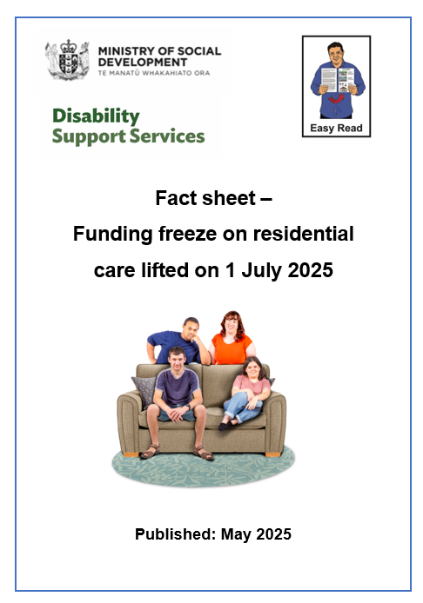 MINISTRY OF SOCIAL
DEVELOPMENT
TE MANATŪ WHAKAHIATO ORA
Disability
Support Services
Easy Read
Fact sheet –
Funding freeze on residential
care lifted on 1 July 2025
Published: May 2025